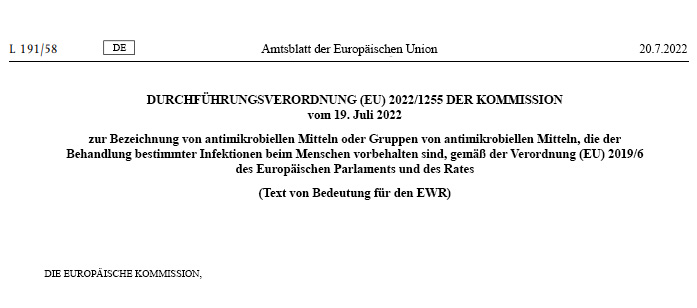 L 191/58 DE Amtsblatt der Europäischen Union 20.7.2022
DURCHFÜHRUNGSVERORDNUNG (EU) 2022/1255 DER KOMMISSION
vom 19. Juli 2022
zur Bezeichnung von antimikrobiellen Mitteln oder Gruppen von antimikrobiellen Mitteln, die der
Behandlung bestimmter Infektionen beim Menschen vorbehalten sind, gemäß der Verordnung (EU) 2019/6
des Europäischen Parlaments und des Rates
(Text von Bedeutung für den EWR)
DIE EUROPÄISCHE KOMMISSION,